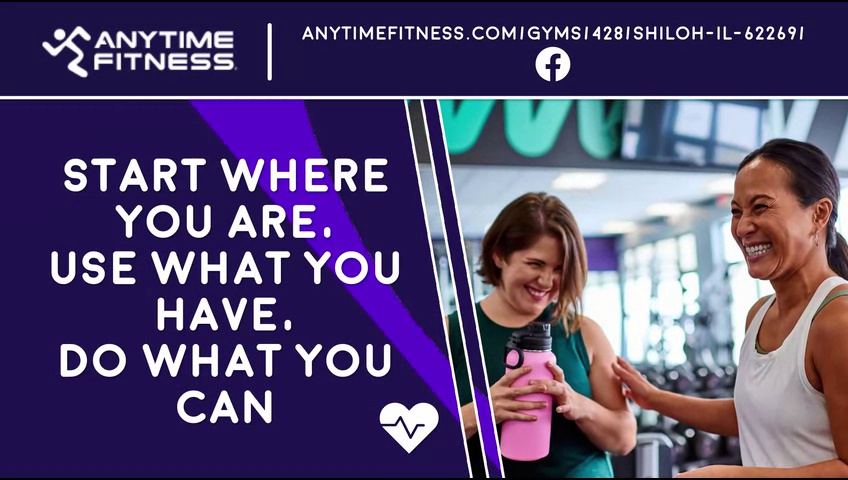 ANYTIME
FITNESS.
ANYTIMEFITNESS.COM/GYMS/428/SHILOH-IL-62269/
START WHERE
YOU ARE.
USE WHAT YOU
HAVE.
DO WHAT YOU
CAN